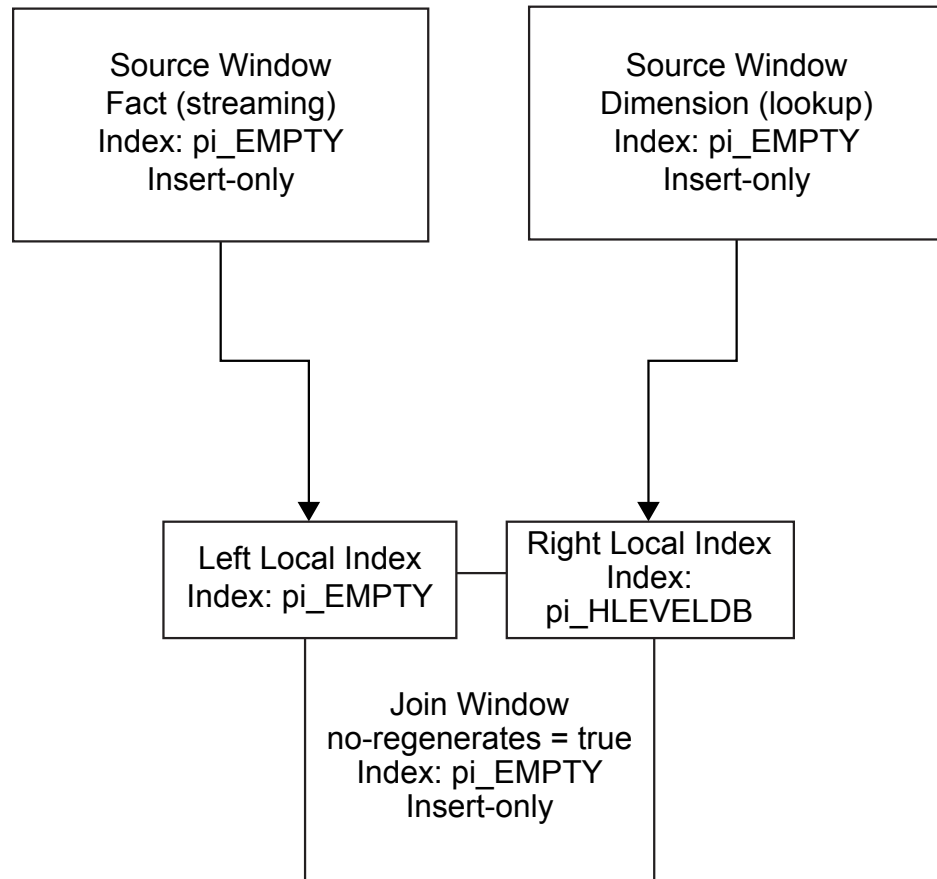 Source Window
Fact (streaming)
Index: pi_EMPTY
Insert-only
Source Window
Dimension (lookup)
Index: pi_EMPTY
Insert-only
Left Local Index
Index: pi_EMPTY
Right Local Index
Index:
pi_HLEVELDB
Join Window
no-regenerates = true
Index: pi_EMPTY
Insert-only